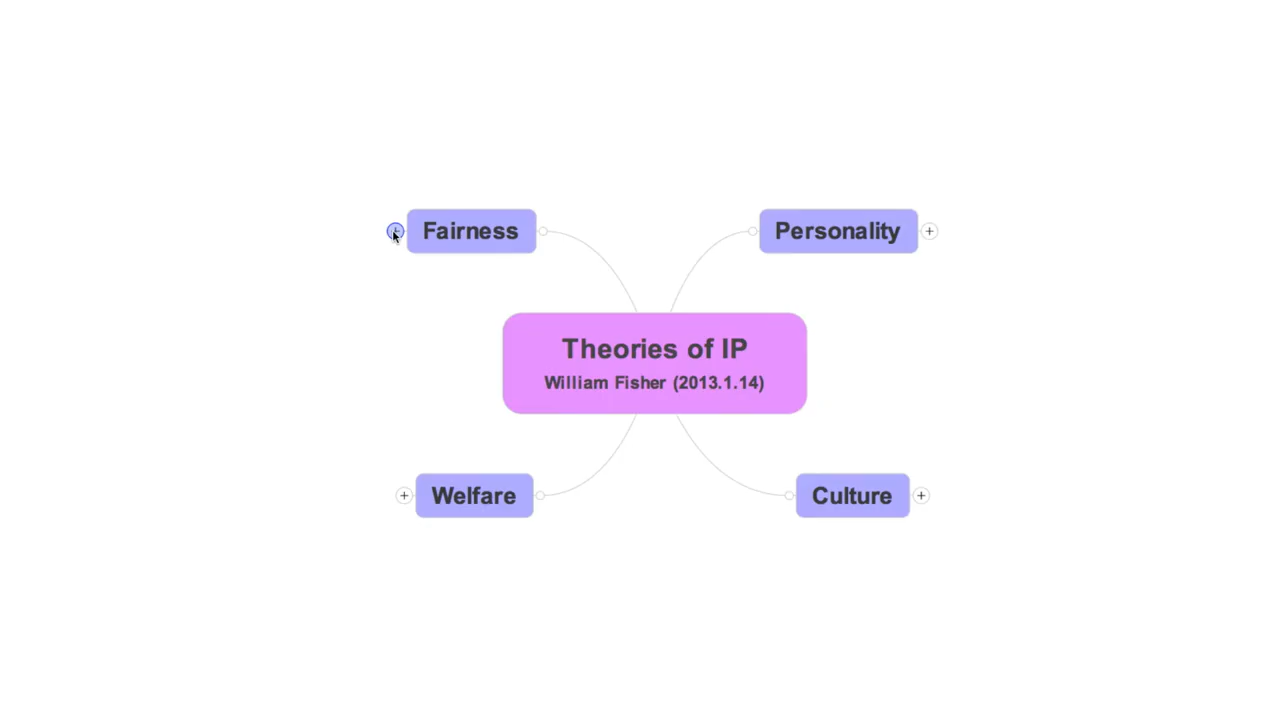 Fairness
Personality
Theories of IP
William Fisher (2013.1.14)
Welfare
Culture